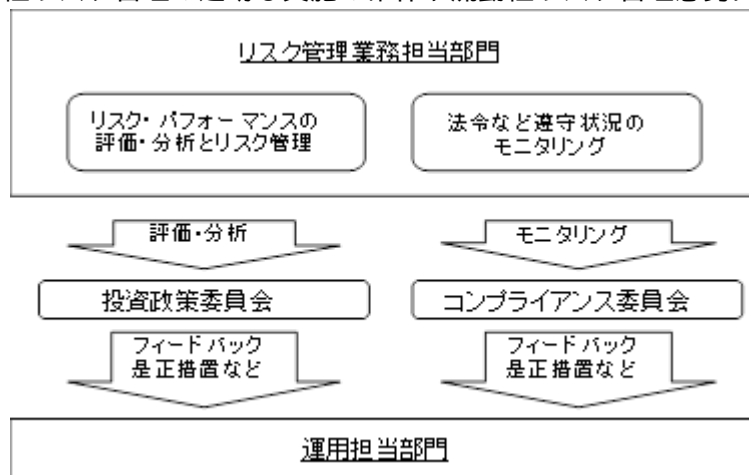 リスク管理業務担当部門
リスク・パフォーマンスの
評価・分析とリスク管理
法令など遵守状況の
モニタリング
評価・分析
モニタリング
投資政策委員会
コンプライアンス委員会
フィードバック
是正措置など
フィードバック
是正措置など
運用担当部門